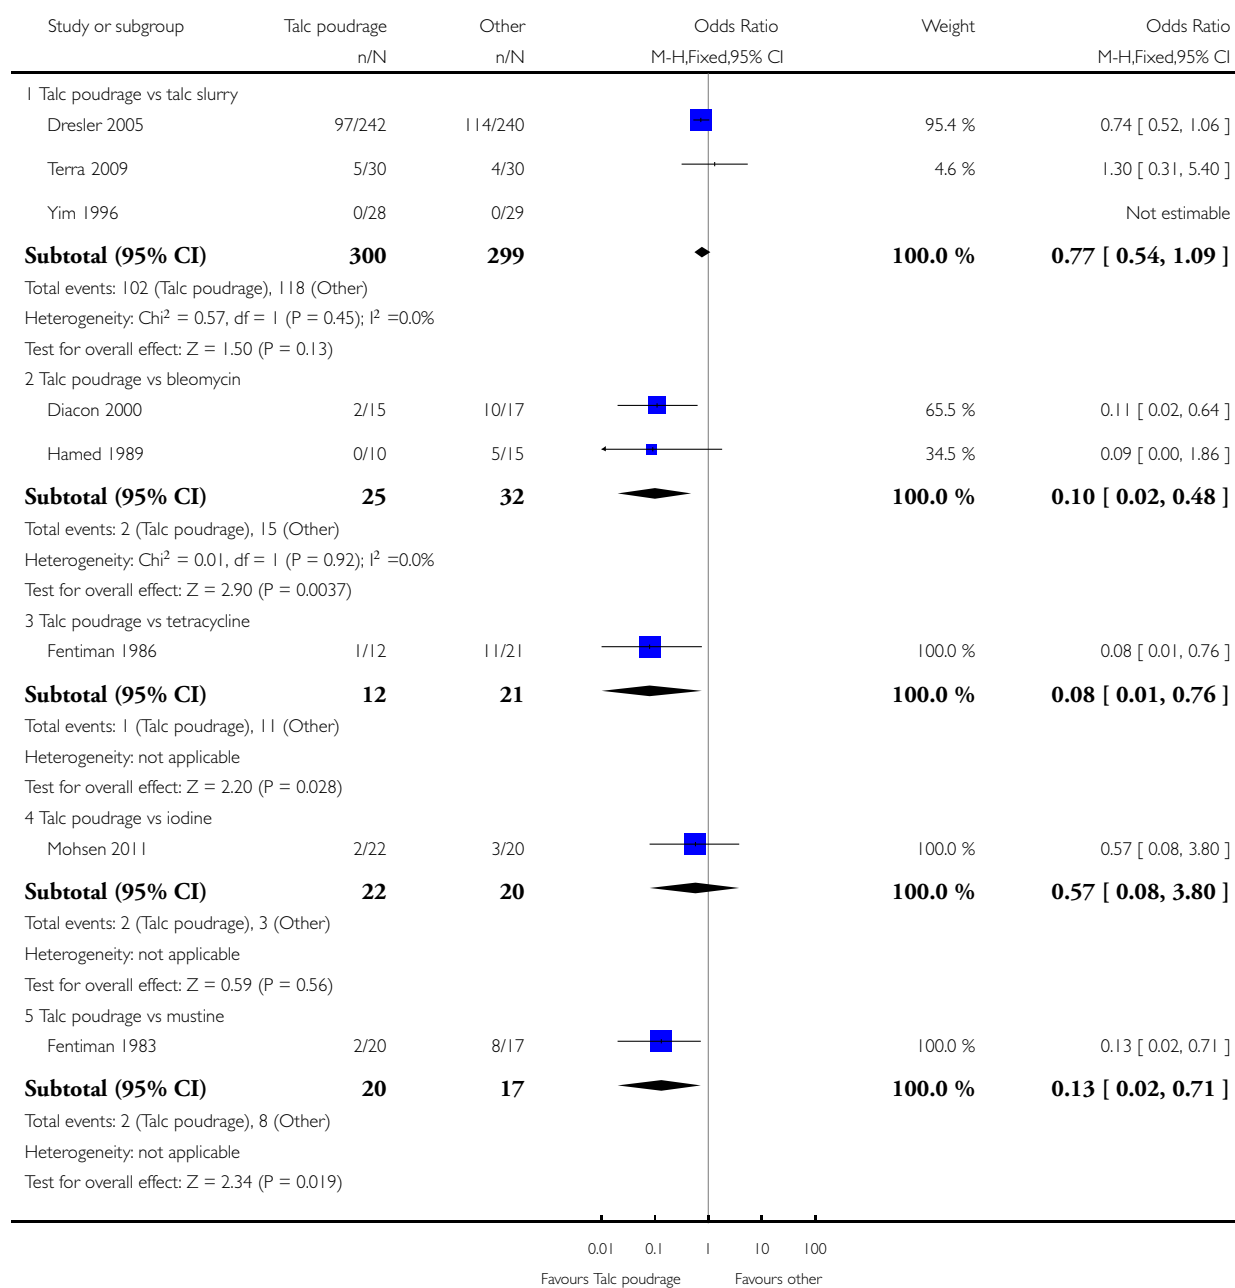 Study or subgroup Talc poudrage Other Odds Ratio Weight Odds Ratio
n/N n/N M-H,Fixed,95% CI M-H,Fixed,95% CI
1 Talc poudrage vs talc slurry
Dresler 2005 97/242 114/240 95.4 % 0.74 [ 0.52, 1.06 ]
Terra 2009 5/30 4/30 4.6 % 1.30 [ 0.31, 5.40 ]
Yim 1996 0/28 0/29 Not estimable
Subtotal (95% CI) 300 299 100.0 % 0.77 [ 0.54, 1.09 ]
Total events: 102 (Talc poudrage), 118 (Other)
Heterogeneity: Chi² = 0.57, df = 1 (P = 0.45); I² =0.0%
Test for overall effect: Z = 1.50 (P = 0.13)
2 Talc poudrage vs bleomycin
Diacon 2000 2/15 10/17 65.5 % 0.11 [ 0.02, 0.64 ]
Hamed 1989 0/10 5/15 34.5 % 0.09 [ 0.00, 1.86 ]
Subtotal (95% CI) 25 32 100.0 % 0.10 [ 0.02, 0.48 ]
Total events: 2 (Talc poudrage), 15 (Other)
Heterogeneity: Chi² = 0.01, df = 1 (P = 0.92); I² =0.0%
Test for overall effect: Z = 2.90 (P = 0.0037)
3 Talc poudrage vs tetracycline
Fentiman 1986 1/12 11/21 100.0 % 0.08 [ 0.01, 0.76 ]
Subtotal (95% CI) 12 21 100.0 % 0.08 [ 0.01, 0.76 ]
Total events: 1 (Talc poudrage), 11 (Other)
Heterogeneity: not applicable
Test for overall effect: Z = 2.20 (P = 0.028)
4 Talc poudrage vs iodine
Mohsen 2011 2/22 3/20 100.0 % 0.57 [ 0.08, 3.80 ]
Subtotal (95% CI) 22 20 100.0 % 0.57 [ 0.08, 3.80 ]
Total events: 2 (Talc poudrage), 3 (Other)
Heterogeneity: not applicable
Test for overall effect: Z = 0.59 (P = 0.56)
5 Talc poudrage vs mustine
Fentiman 1983 2/20 8/17 100.0 % 0.13 [ 0.02, 0.71 ]
Subtotal (95% CI) 20 17 100.0 % 0.13 [ 0.02, 0.71 ]
Total events: 2 (Talc poudrage), 8 (Other)
Heterogeneity: not applicable
Test for overall effect: Z = 2.34 (P = 0.019)
0.01 0.1 1 10 100
Favours Talc poudrage Favours other